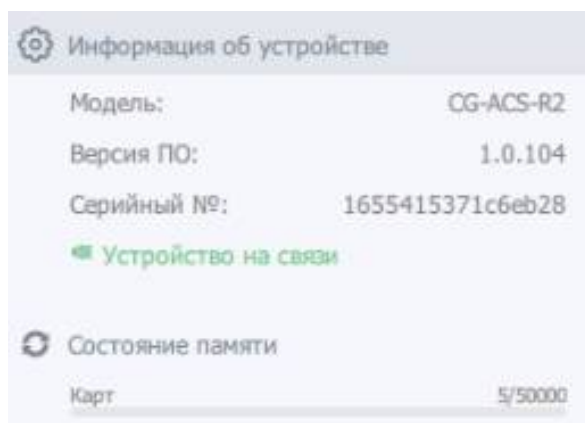 Информация об устройстве
Модель: CG-ACS-R2
Версия ПО: 1.0.104
Серийный №: 1655415371c6eb28
Устройство на связи
Состояние памяти
Карт 5/50000